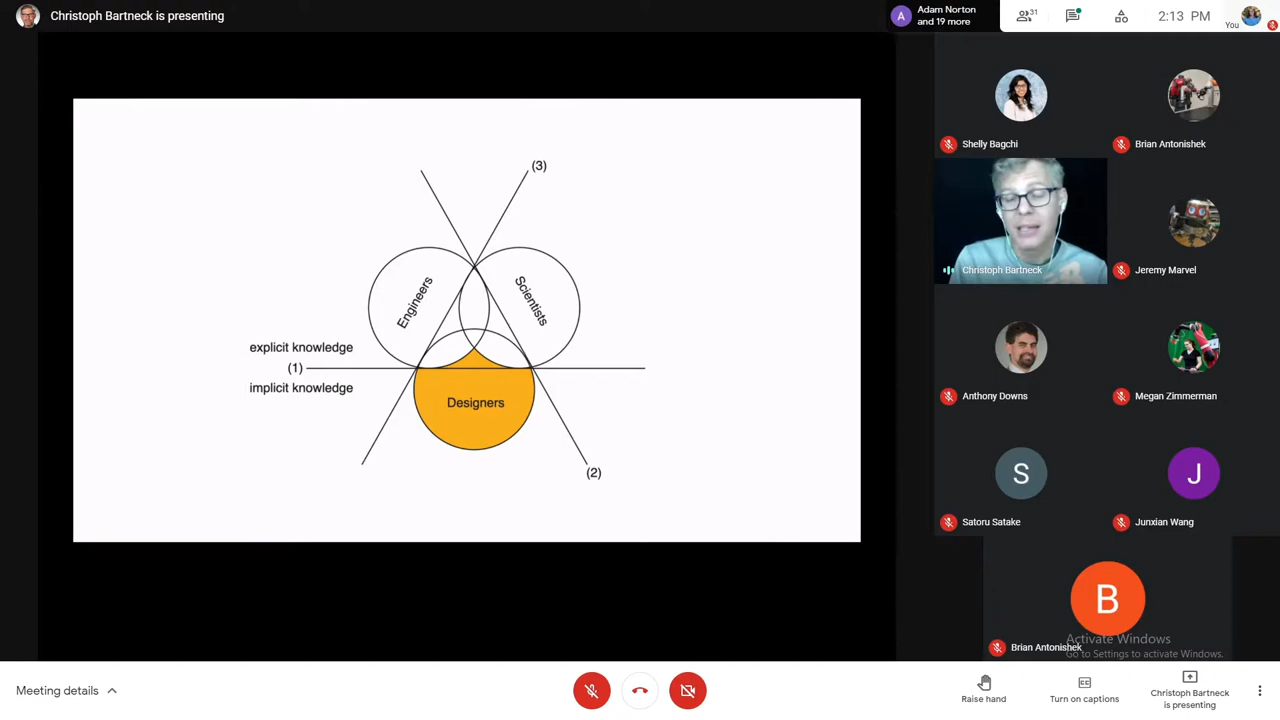 Christoph Bartneck is presenting
A
Adam Norton
and 19 more
31
2:13 PM
You
(3)
Engineers
Scientists
explicit knowledge
(1)
implicit knowledge
Designers
(2)
Shelly Bagchi
Brian Antonishek
Christoph Bartneck
Jeremy Marvel
Anthony Downs
Megan Zimmerman
S
J
Satoru Satake
Junxian Wang
B
Brian Antonishek
Activate Windows
Go to Settings to activate Windows.
Meeting details
Raise hand
Turn on captions
Christoph Bartneck
is presenting